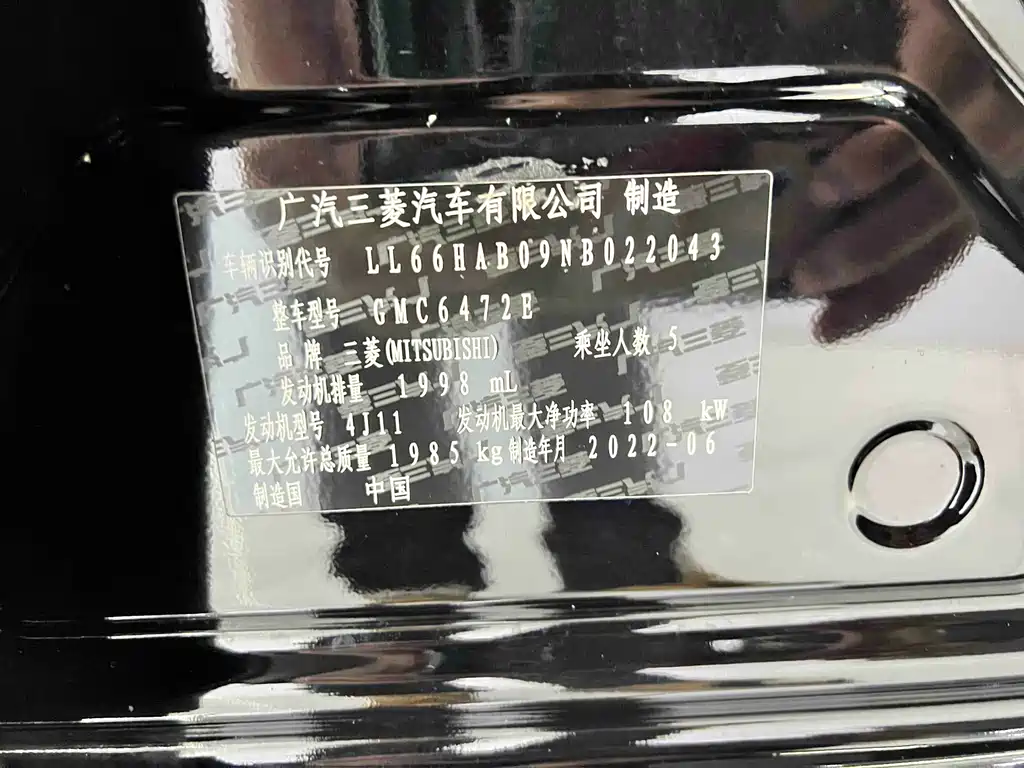 广汽三菱汽车有限公司 制造
车辆识别代号 LL66HAB09NB022043
整车型号 GMC6472E
品牌 三菱(MITSUBISHI) 乘坐人数 5
发动机排量 1998 mL
发动机型号 4J11 发动机最大净功率 108 kW
最大允许总质量 1985 kg 制造年月 2022-06
制造国 中国